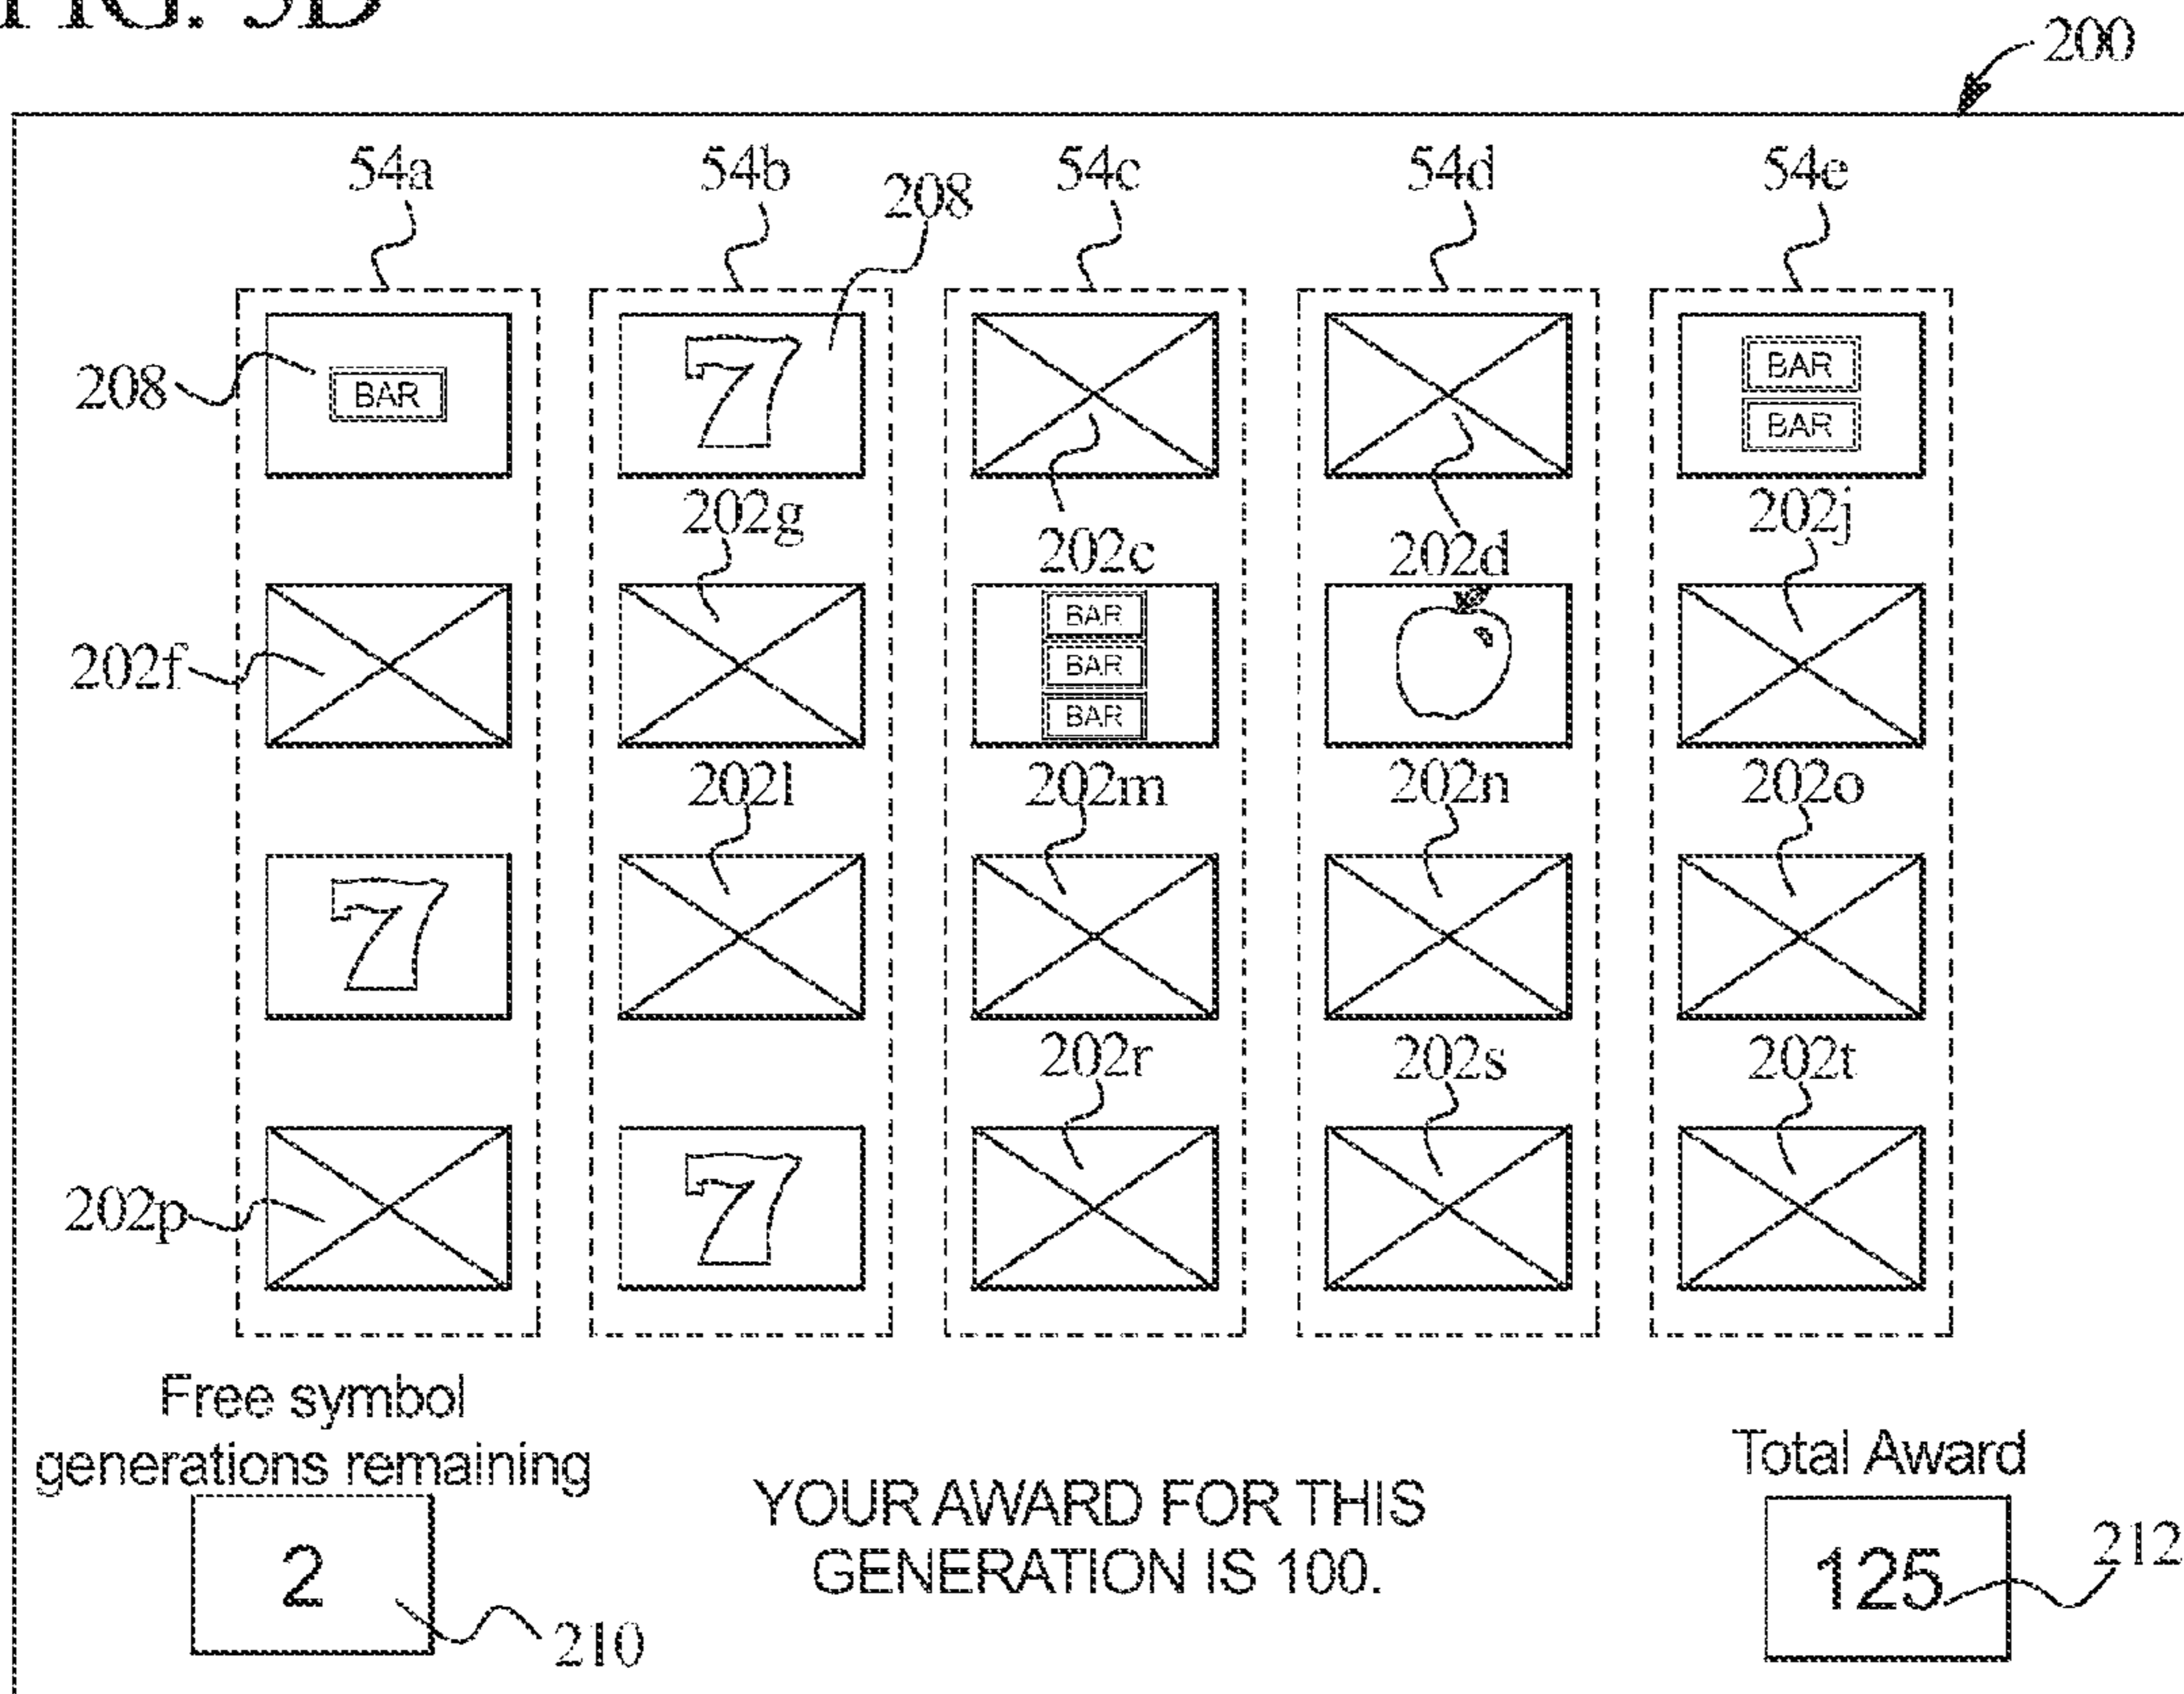 FIG. 5D
200
54a 54b 208 54c 54d 54e
208 BAR 7 BAR
BAR
202g 202c 202d 202j
202f BAR
BAR
BAR
202l 202m 202n 202o
7
202r 202s 202t
202p 7
Free symbol
generations remaining
2
210
YOUR AWARD FOR THIS
GENERATION IS 100.
Total Award
125
212